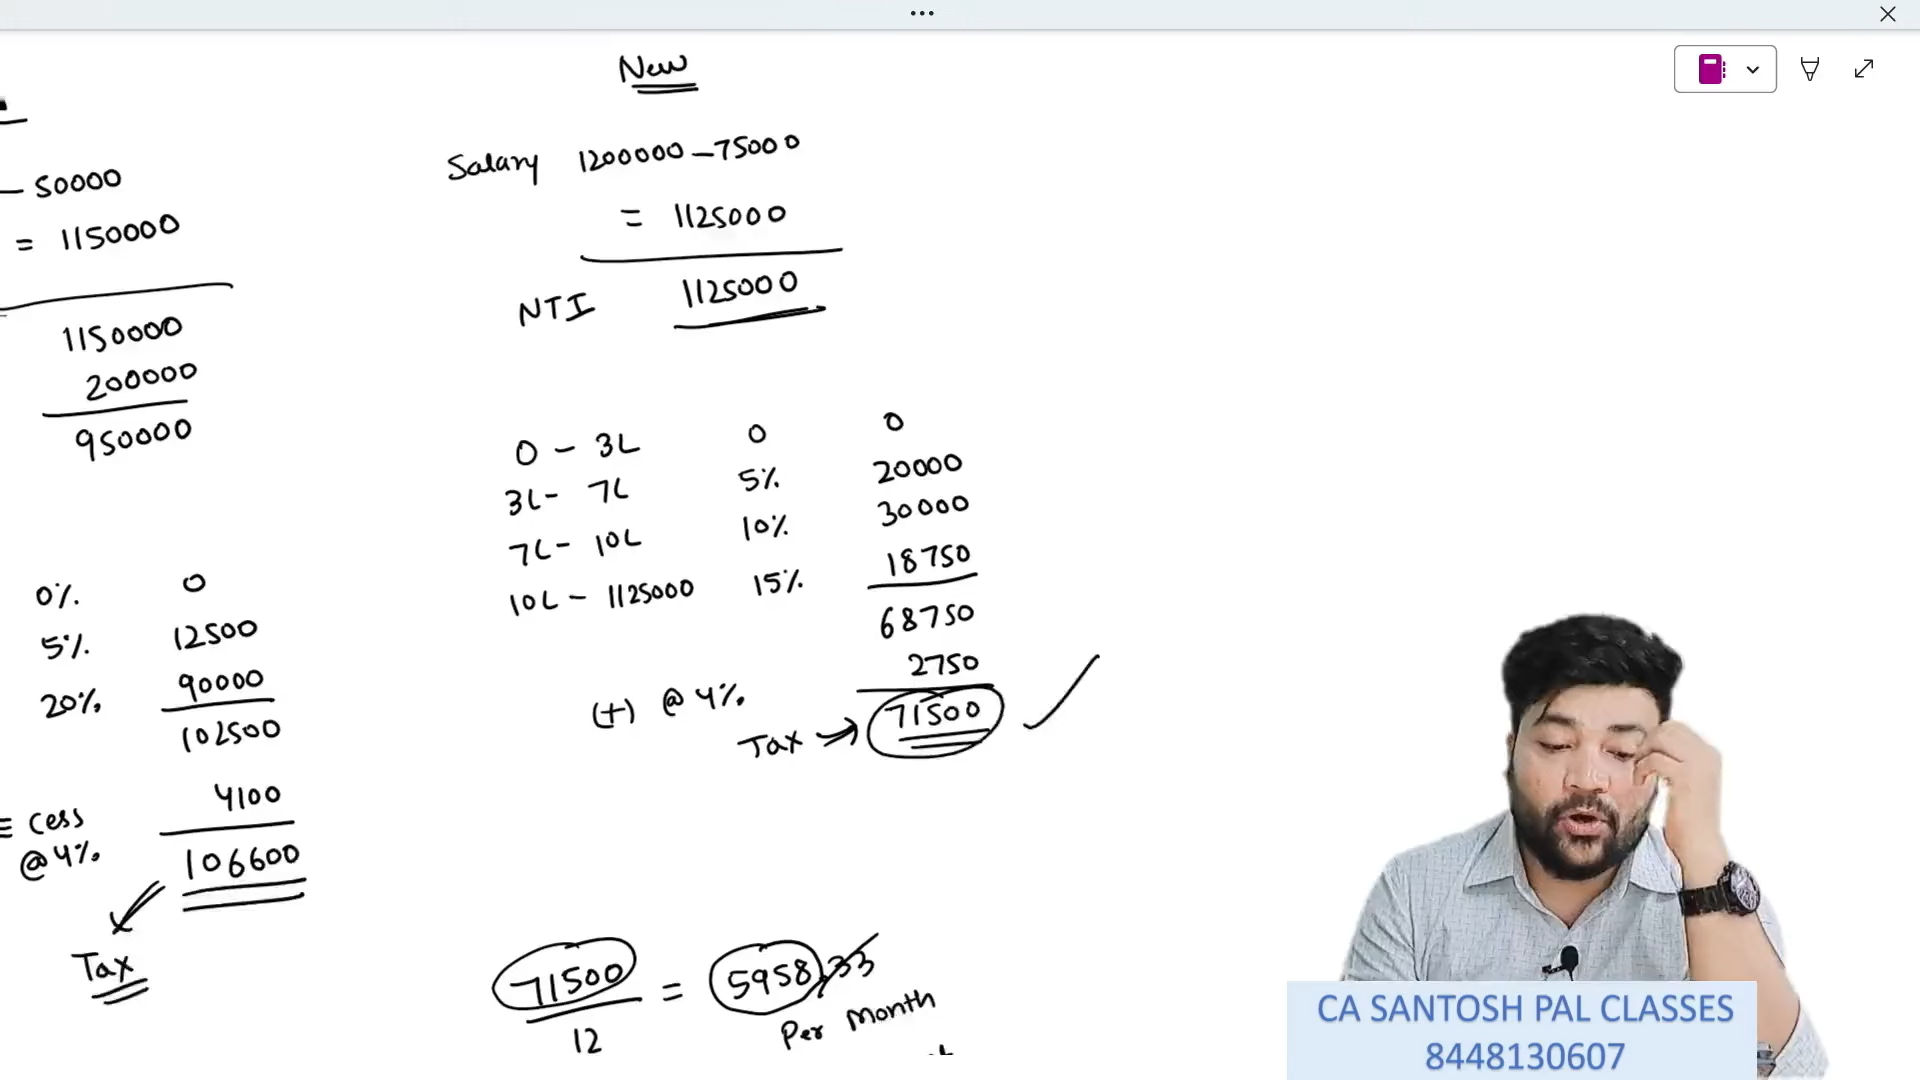 New
Salary 1200000 - 75000
= 1125000
NTI 1125000
0 - 3L 0 0
3L - 7L 5% 20000
7L - 10L 10% 30000
10L - 1125000 15% 18750
68750
2750
(+) @ 4%
Tax → 71500
71500 = 5958.33
12
Per Month
- 50000
= 1150000
1150000
200000
950000
0% 0
5% 12500
20% 90000
102500
cess 4100
@ 4% 106600
Tax
CA SANTOSH PAL CLASSES
8448130607